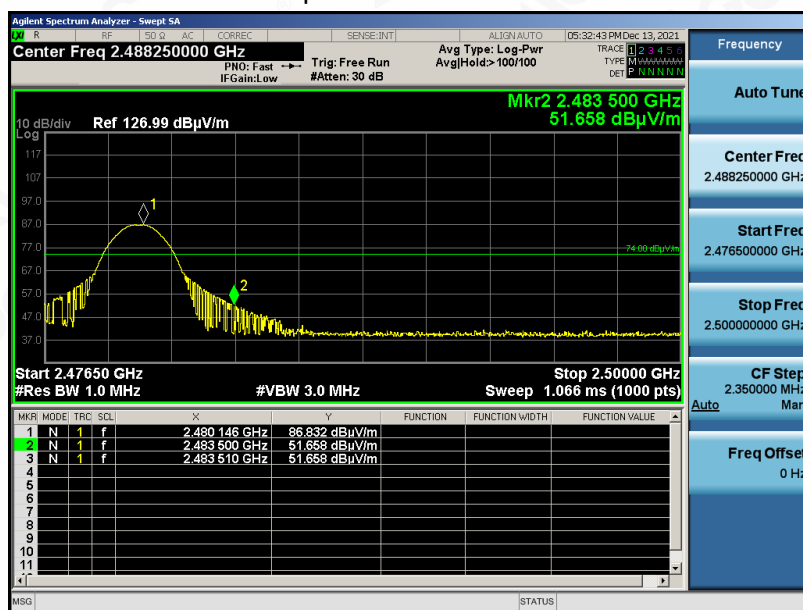 Agilent Spectrum Analyzer - Swept SA
LXI R RF 50 Ω AC CORREC SENSE:INT ALIGN AUTO 05:32:43 PM Dec 13, 2021
Center Freq 2.488250000 GHz
PNO: Fast
IFGain:Low
Trig: Free Run
#Atten: 30 dB
Avg Type: Log-Pwr
Avg|Hold:>100/100
TRACE 1 2 3 4 5 6
TYPE M
DET P N N N N N
Mkr2 2.483 500 GHz
51.658 dBµV/m
10 dB/div Ref 126.99 dBµV/m
Log
117
107
97.0
87.0
77.0
67.0
57.0
47.0
37.0
1
2
74.00 dBµV/m
Start 2.47650 GHz Stop 2.50000 GHz
#Res BW 1.0 MHz #VBW 3.0 MHz Sweep 1.066 ms (1000 pts)
MKR MODE TRC SCL X Y FUNCTION FUNCTION WIDTH FUNCTION VALUE
1 N 1 f 2.480 146 GHz 86.832 dBµV/m
2 N 1 f 2.483 500 GHz 51.658 dBµV/m
3 N 1 f 2.483 510 GHz 51.658 dBµV/m
4
5
6
7
8
9
10
11
MSG STATUS
Frequency
Auto Tune
Center Freq
2.488250000 GHz
Start Freq
2.476500000 GHz
Stop Freq
2.500000000 GHz
CF Step
2.350000 MHz
Auto Man
Freq Offset
0 Hz